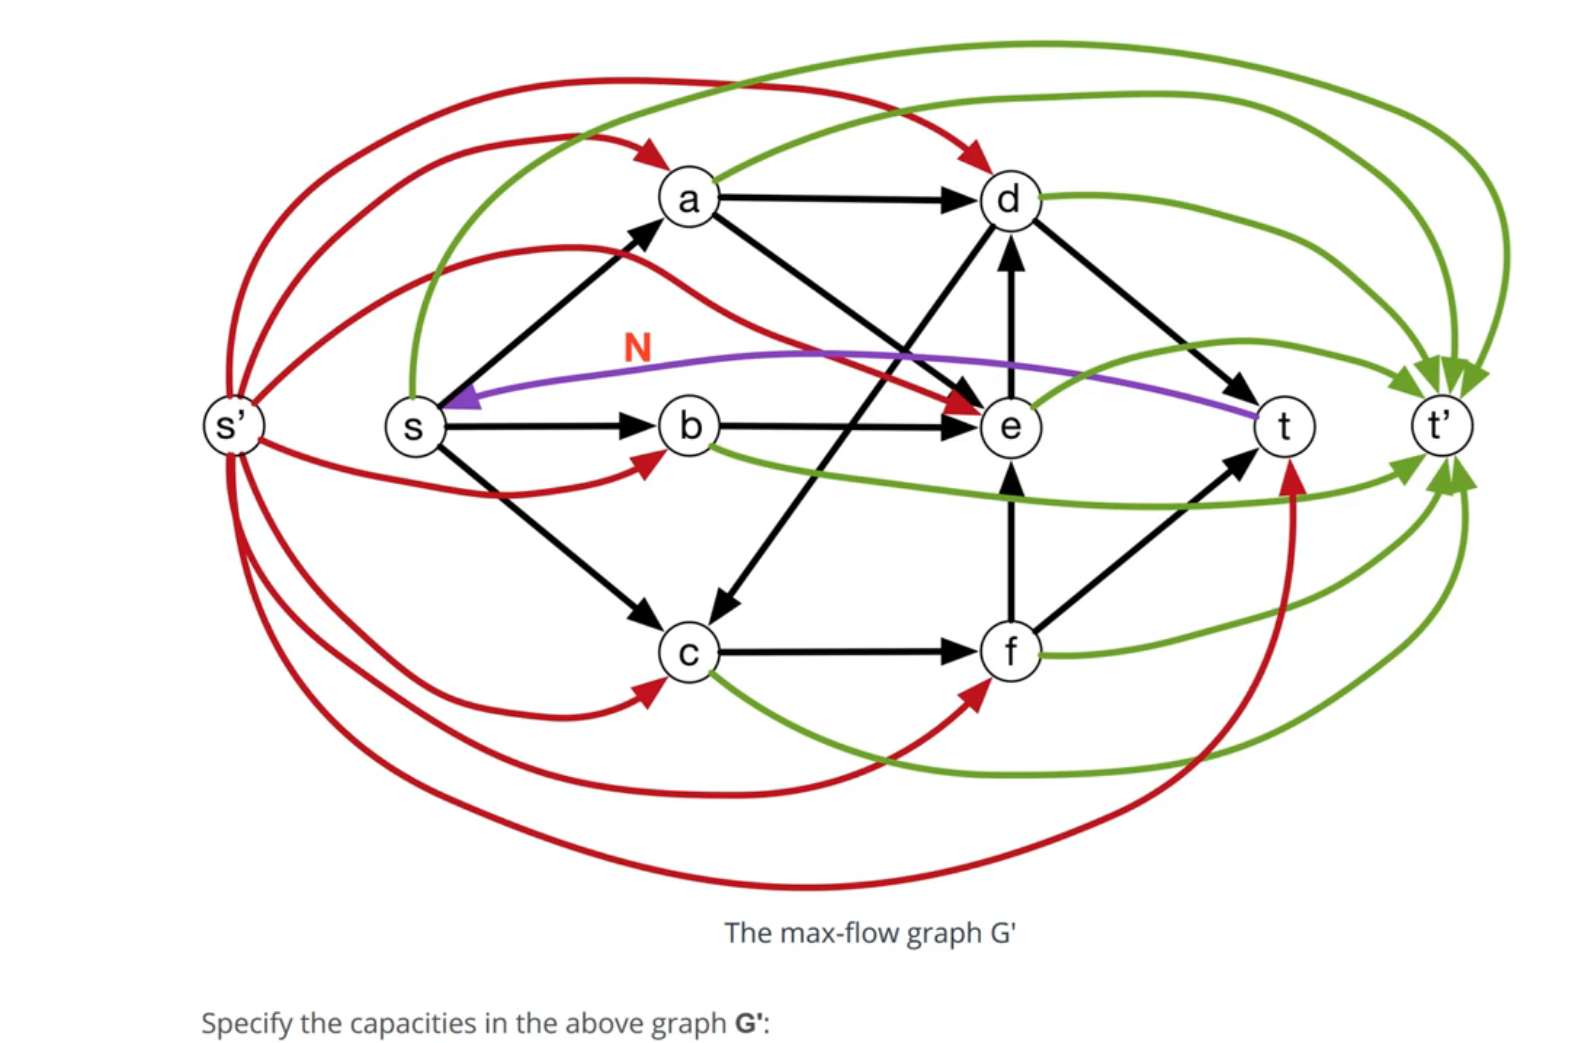 a
d
N
s'
s
b
e
t
t'
c
f
The max-flow graph G'
Specify the capacities in the above graph G':